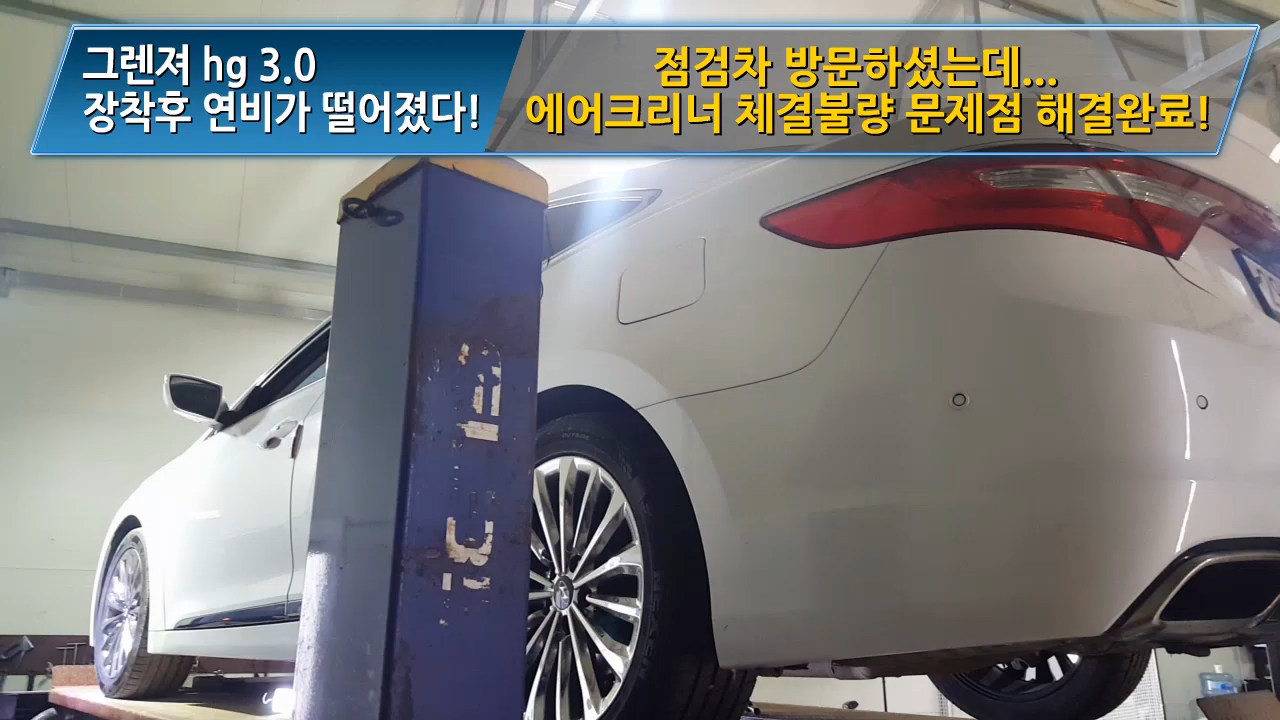 그렌져 hg 3.0
장착후 연비가 떨어졌다!
점검차 방문하셨는데...
에어크리너 체결불량 문제점 해결완료!